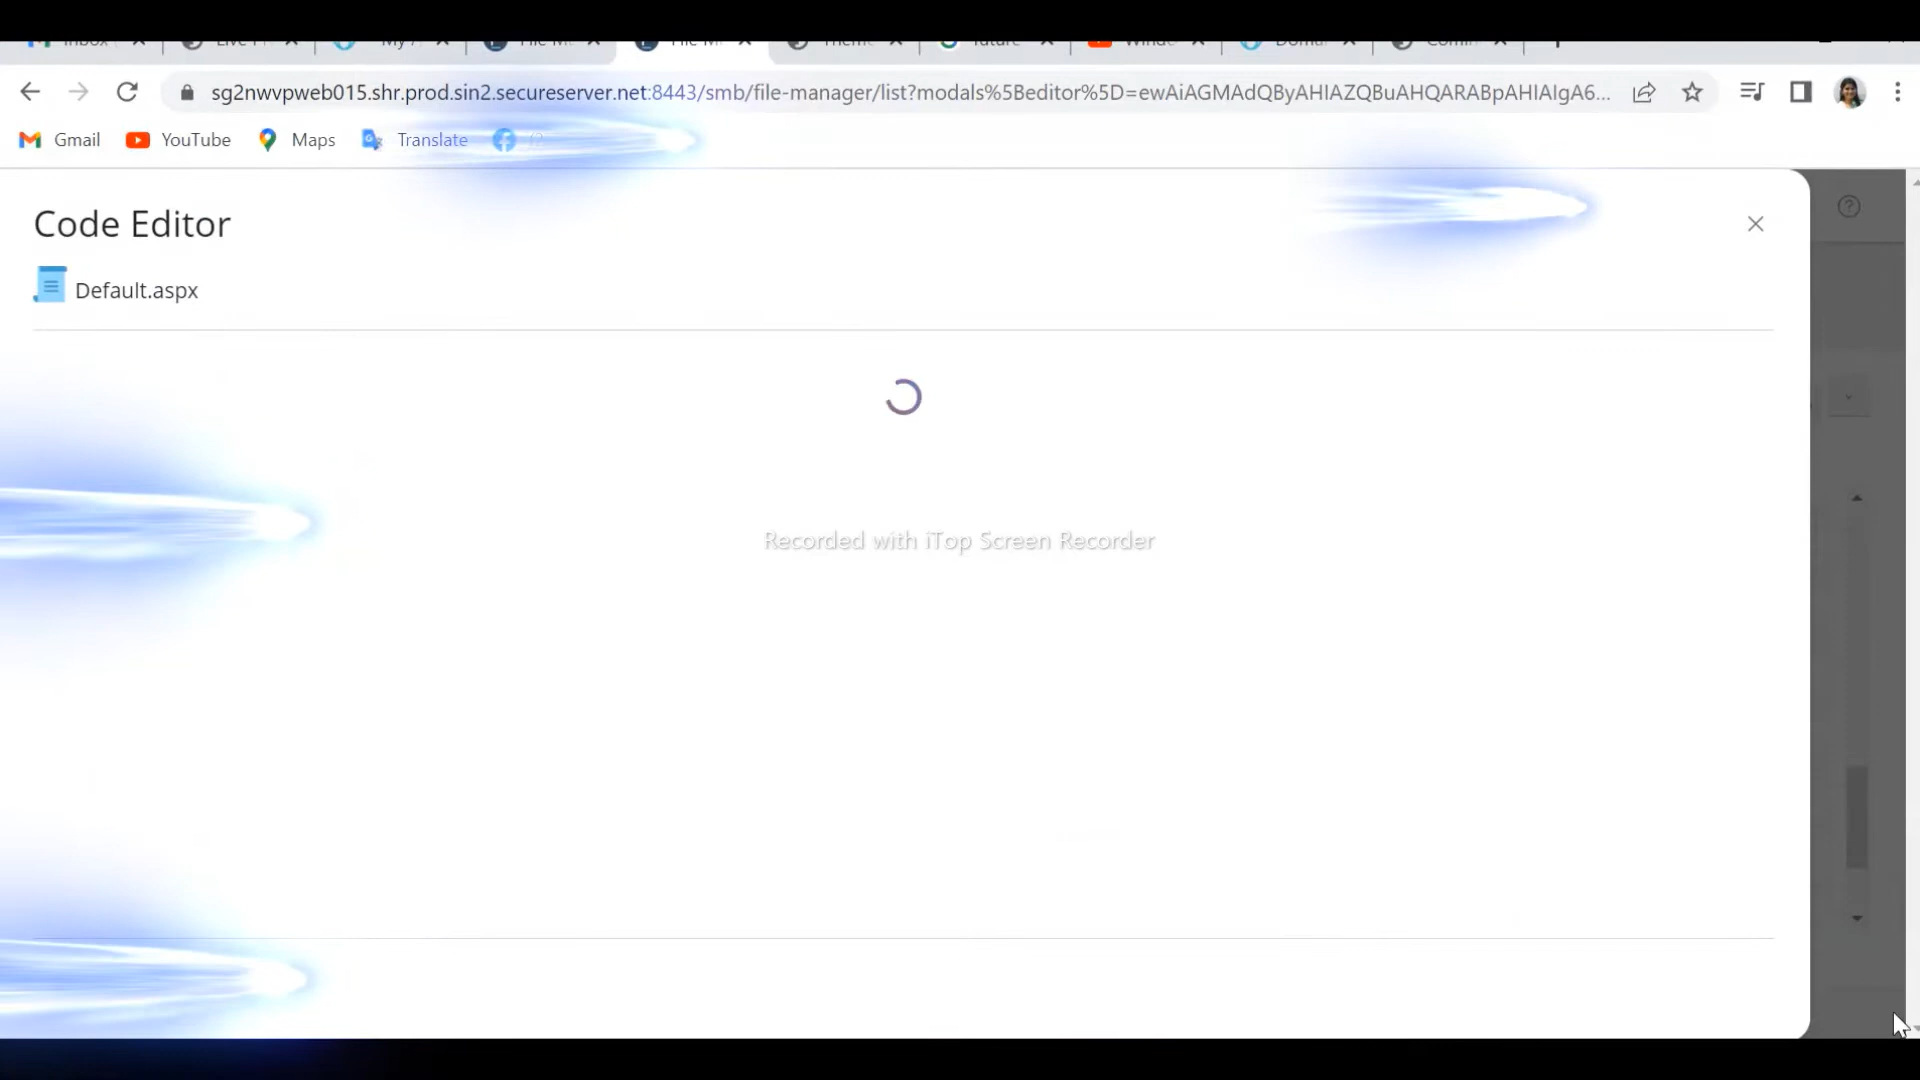 sg2nwvpweb015.shr.prod.sin2.secureserver.net:8443/smb/file-manager/list?modals%5Beditor%5D=ewAiAGMAdQByAHIAZQBuAHQARABpAHIAIgA6...
Gmail YouTube Maps Translate
Code Editor
Default.aspx
Recorded with iTop Screen Recorder